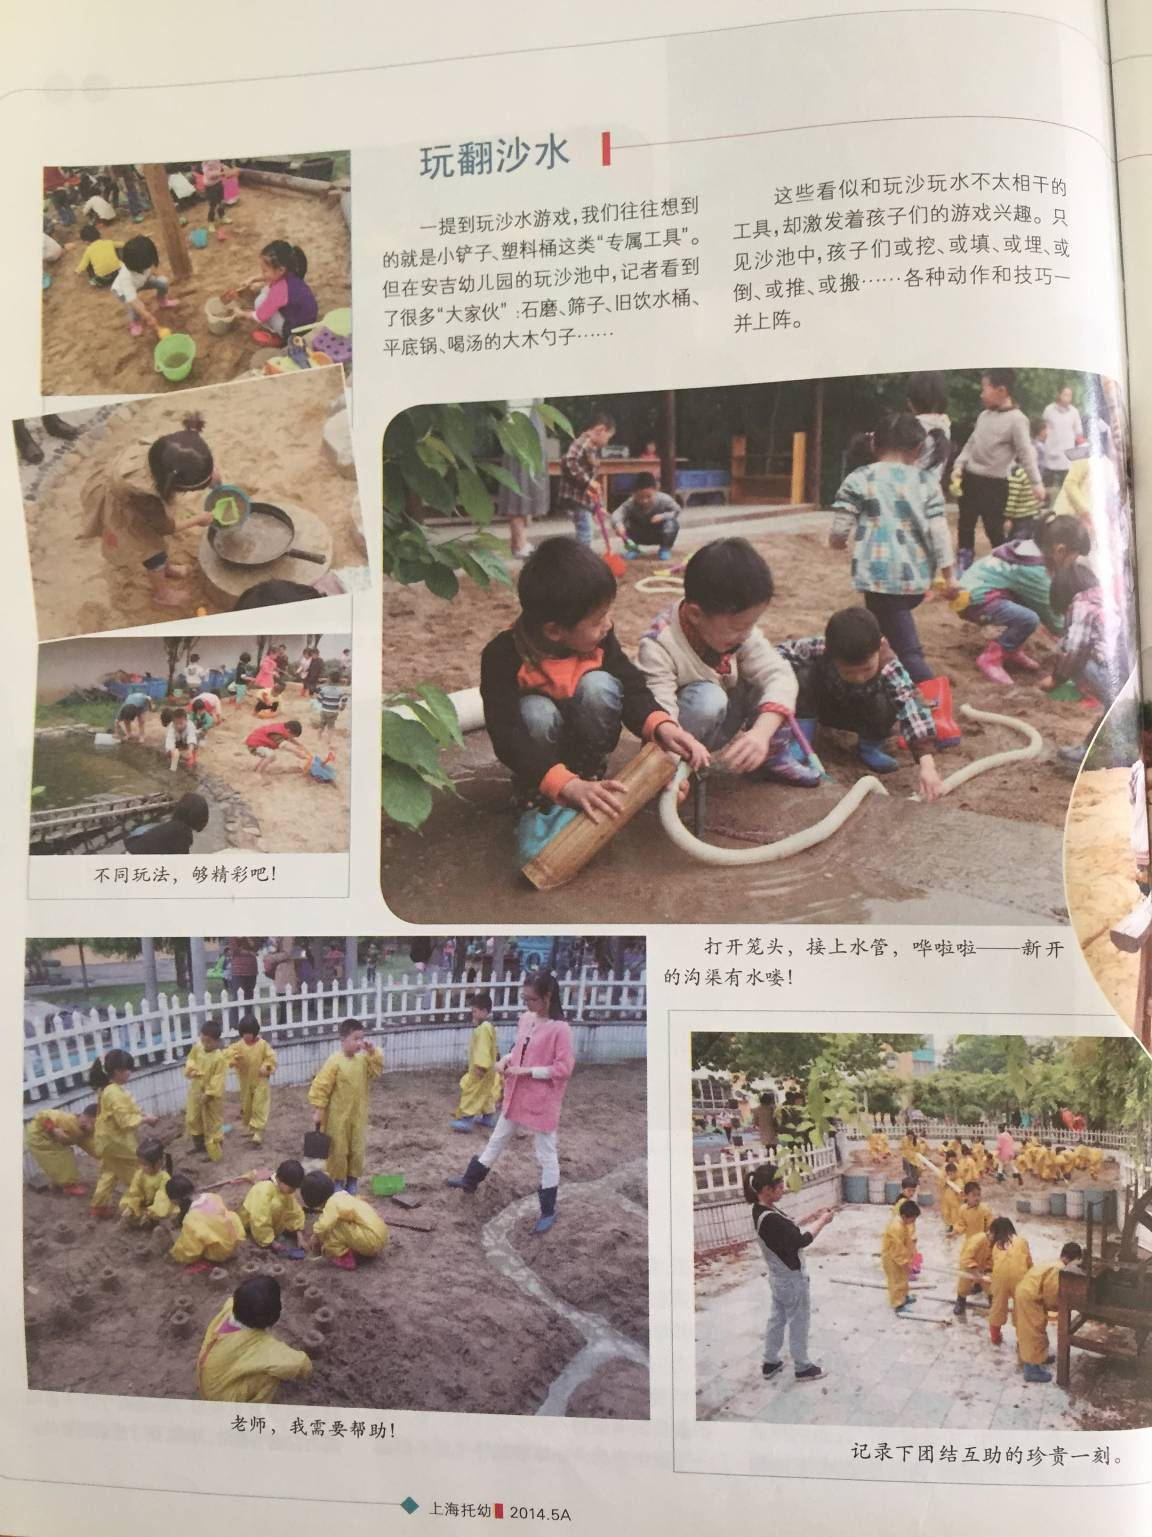 玩翻沙水
一提到玩沙水游戏，我们往往想到
的就是小铲子、塑料桶这类“专属工具”。
但在安吉幼儿园的玩沙池中，记者看到
了很多“大家伙”：石磨、筛子、旧饮水桶、
平底锅、喝汤的大木勺子……
这些看似和玩沙玩水不太相干的
工具，却激发着孩子们的游戏兴趣。只
见沙池中，孩子们或挖、或填、或埋、或
倒、或推、或搬……各种动作和技巧一
并上阵。
不同玩法，够精彩吧！
打开笼头，接上水管，哗啦啦——新开
的沟渠有水喽！
老师，我需要帮助！
记录下团结互助的珍贵一刻。
上海托幼 2014.5A